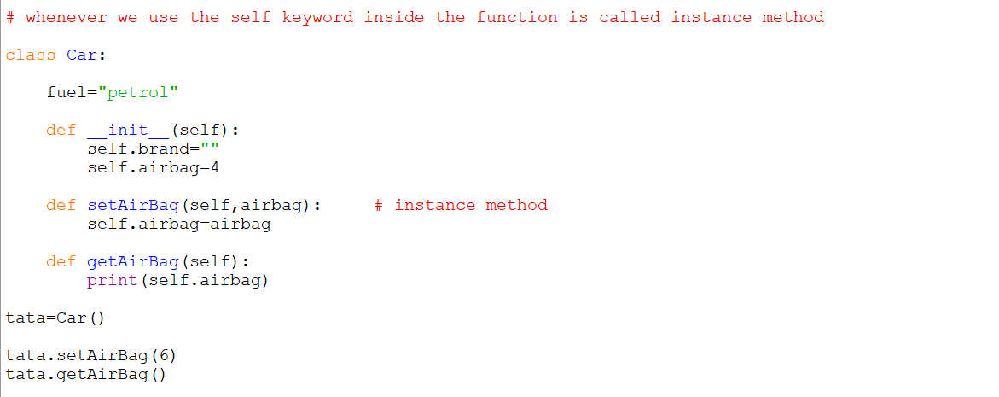 # whenever we use the self keyword inside the function is called instance method
class Car:
    fuel="petrol"
    def __init__(self):
        self.brand=""
        self.airbag=4
    def setAirBag(self,airbag):     # instance method
        self.airbag=airbag
    def getAirBag(self):
        print(self.airbag)
tata=Car()
tata.setAirBag(6)
tata.getAirBag()